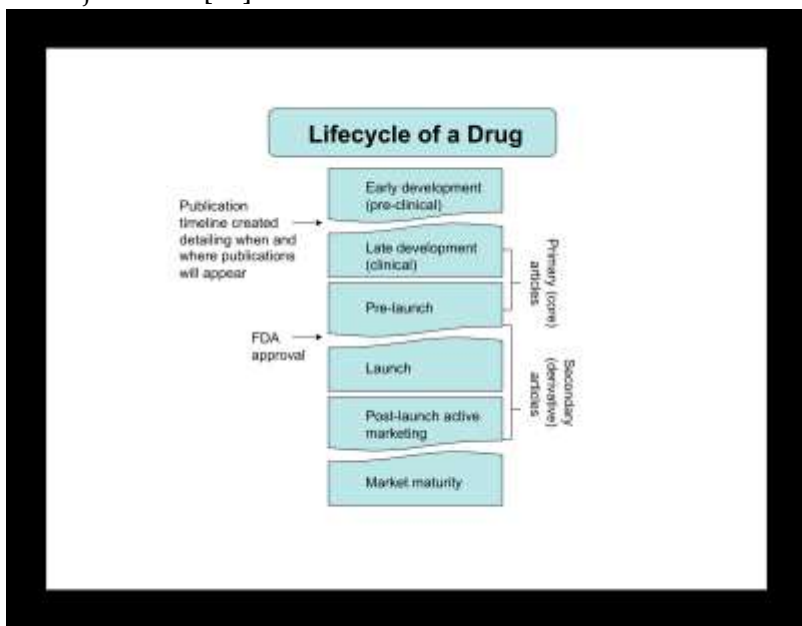 Lifecycle of a Drug
Early development
(pre-clinical)
Publication
timeline created
detailing when and
where publications
will appear
Late development
(clinical)
Primary (core)
articles
Pre-launch
FDA
approval
Launch
Secondary
(derivative)
articles
Post-launch active
marketing
Market maturity